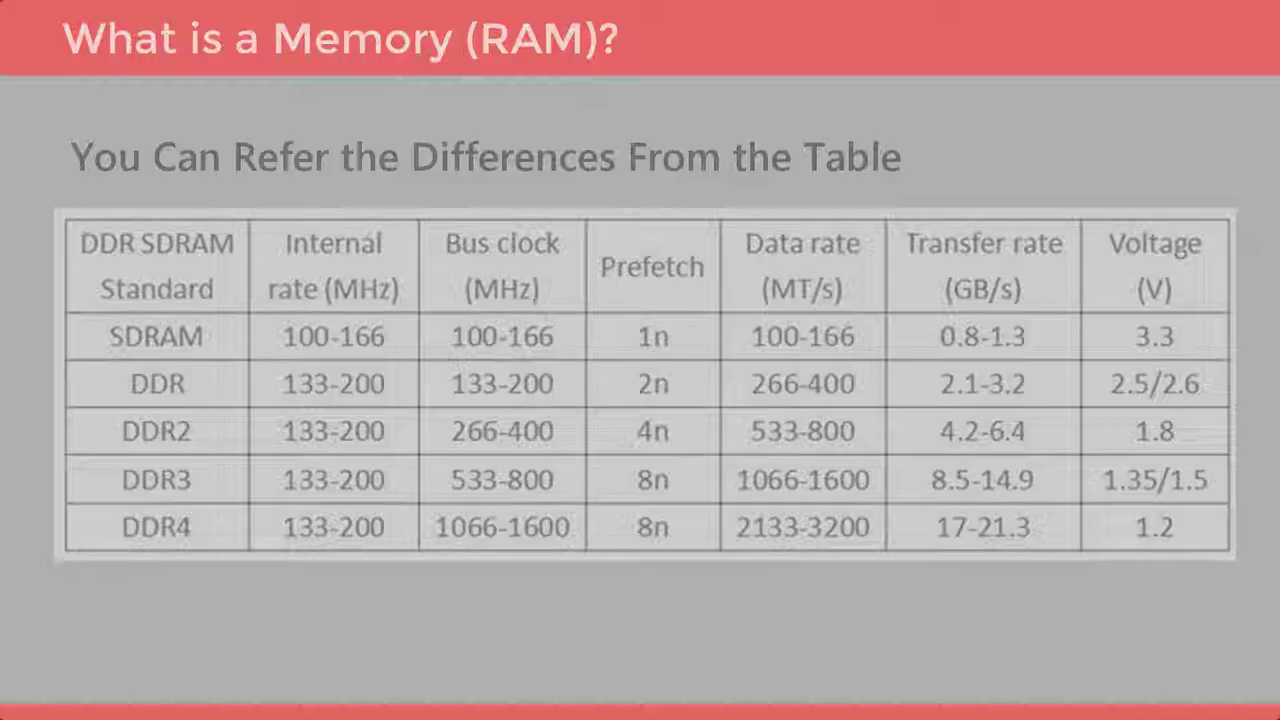 What is a Memory (RAM)?
You Can Refer the Differences From the Table
DDR SDRAM Standard Internal rate (MHz) Bus clock (MHz) Prefetch Data rate (MT/s) Transfer rate (GB/s) Voltage (V)
SDRAM 100-166 100-166 1n 100-166 0.8-1.3 3.3
DDR 133-200 133-200 2n 266-400 2.1-3.2 2.5/2.6
DDR2 133-200 266-400 4n 533-800 4.2-6.4 1.8
DDR3 133-200 533-800 8n 1066-1600 8.5-14.9 1.35/1.5
DDR4 133-200 1066-1600 8n 2133-3200 17-21.3 1.2